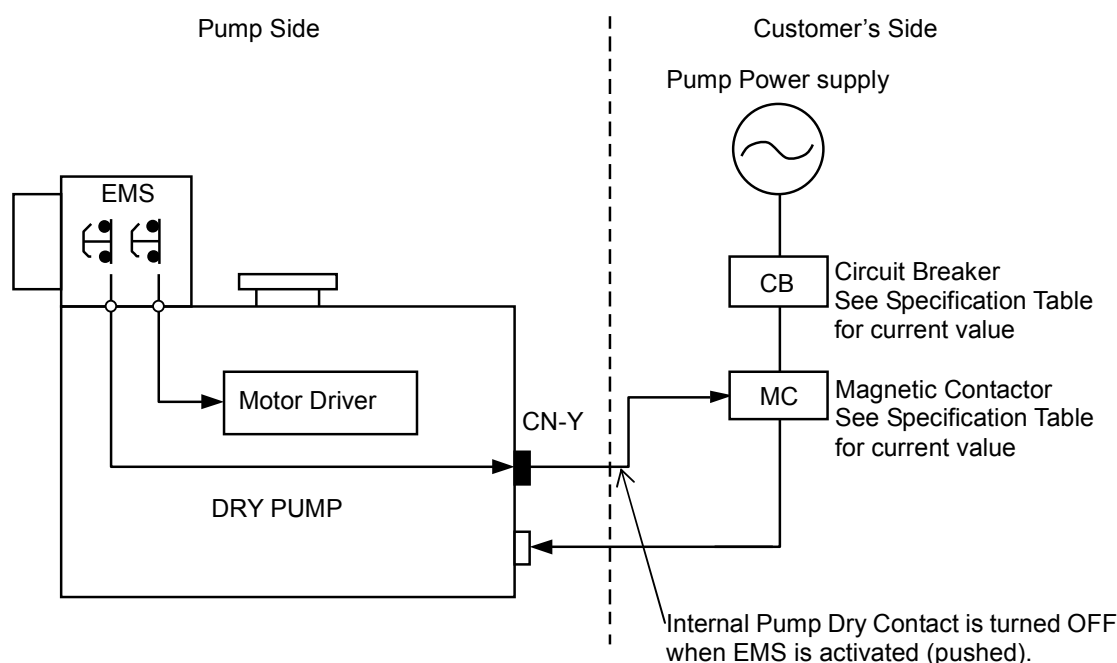 Pump Side
Customer's Side
Pump Power supply
EMS
CB
Circuit Breaker
See Specification Table
for current value
Motor Driver
MC
Magnetic Contactor
See Specification Table
for current value
CN-Y
DRY PUMP
Internal Pump Dry Contact is turned OFF
when EMS is activated (pushed).